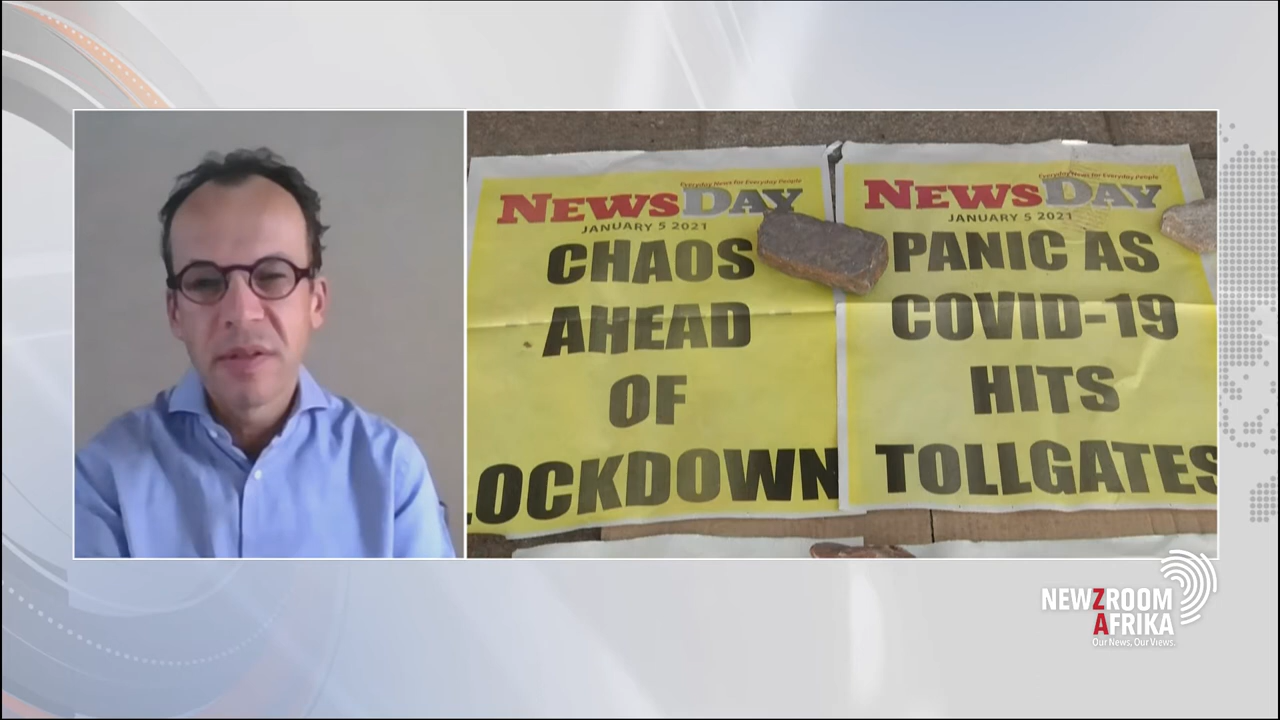 Everyday News for Everyday People
NEWSDAY
JANUARY 5 2021
CHAOS
AHEAD
OF
LOCKDOWN
Everyday News for Everyday People
NEWSDAY
JANUARY 5 2021
PANIC AS
COVID-19
HITS
TOLLGATES
NEWZROOM
AFRIKA
Our News, Our Views.